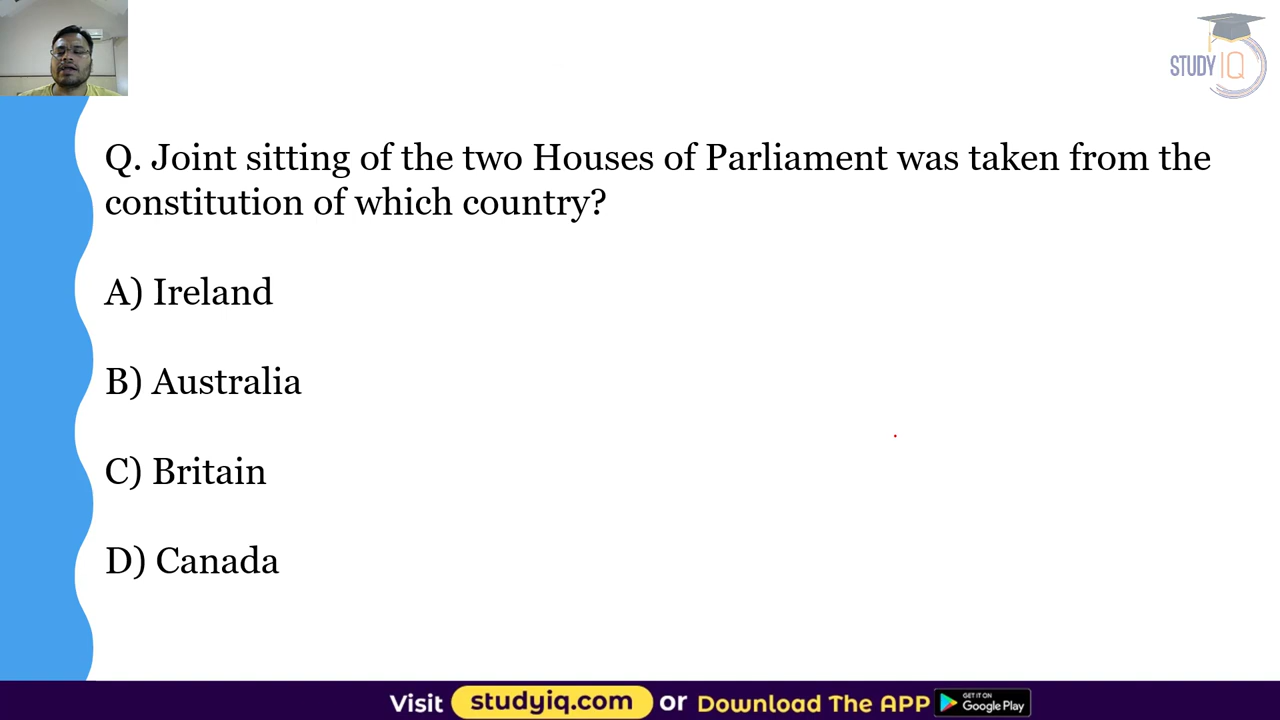 STUDY IQ
Q. Joint sitting of the two Houses of Parliament was taken from the
constitution of which country?
A) Ireland
B) Australia
C) Britain
D) Canada
Visit studyiq.com or Download The APP GET IT ON Google Play